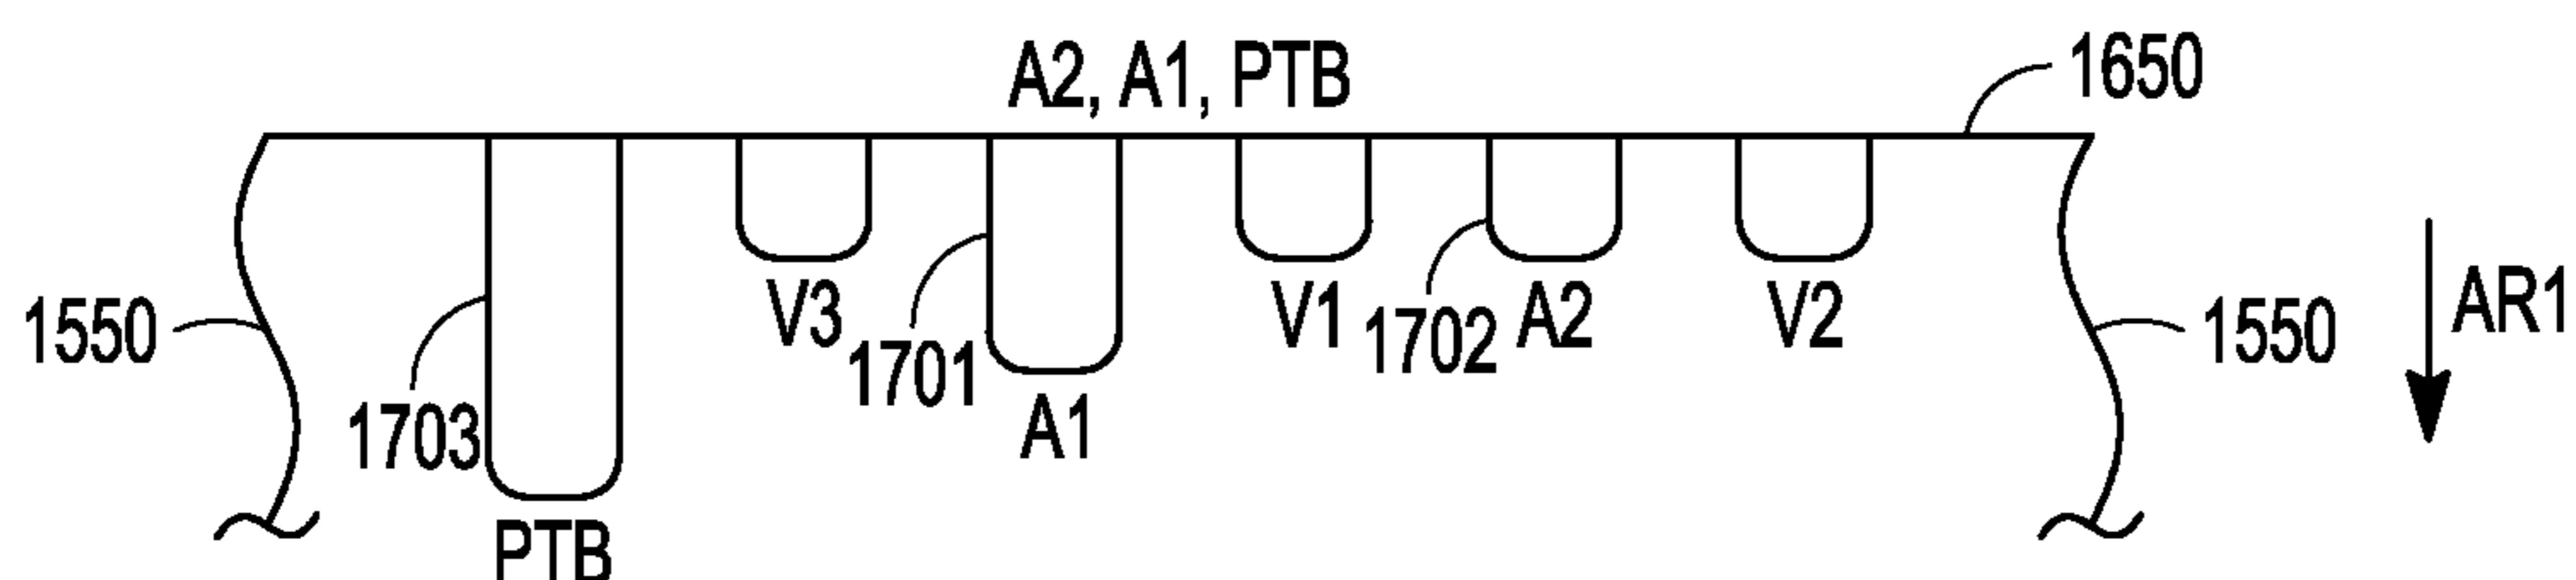 A2, A1, PTB
1650
1550
1703
PTB
V3
1701
A1
V1
1702
A2
V2
1550
AR1